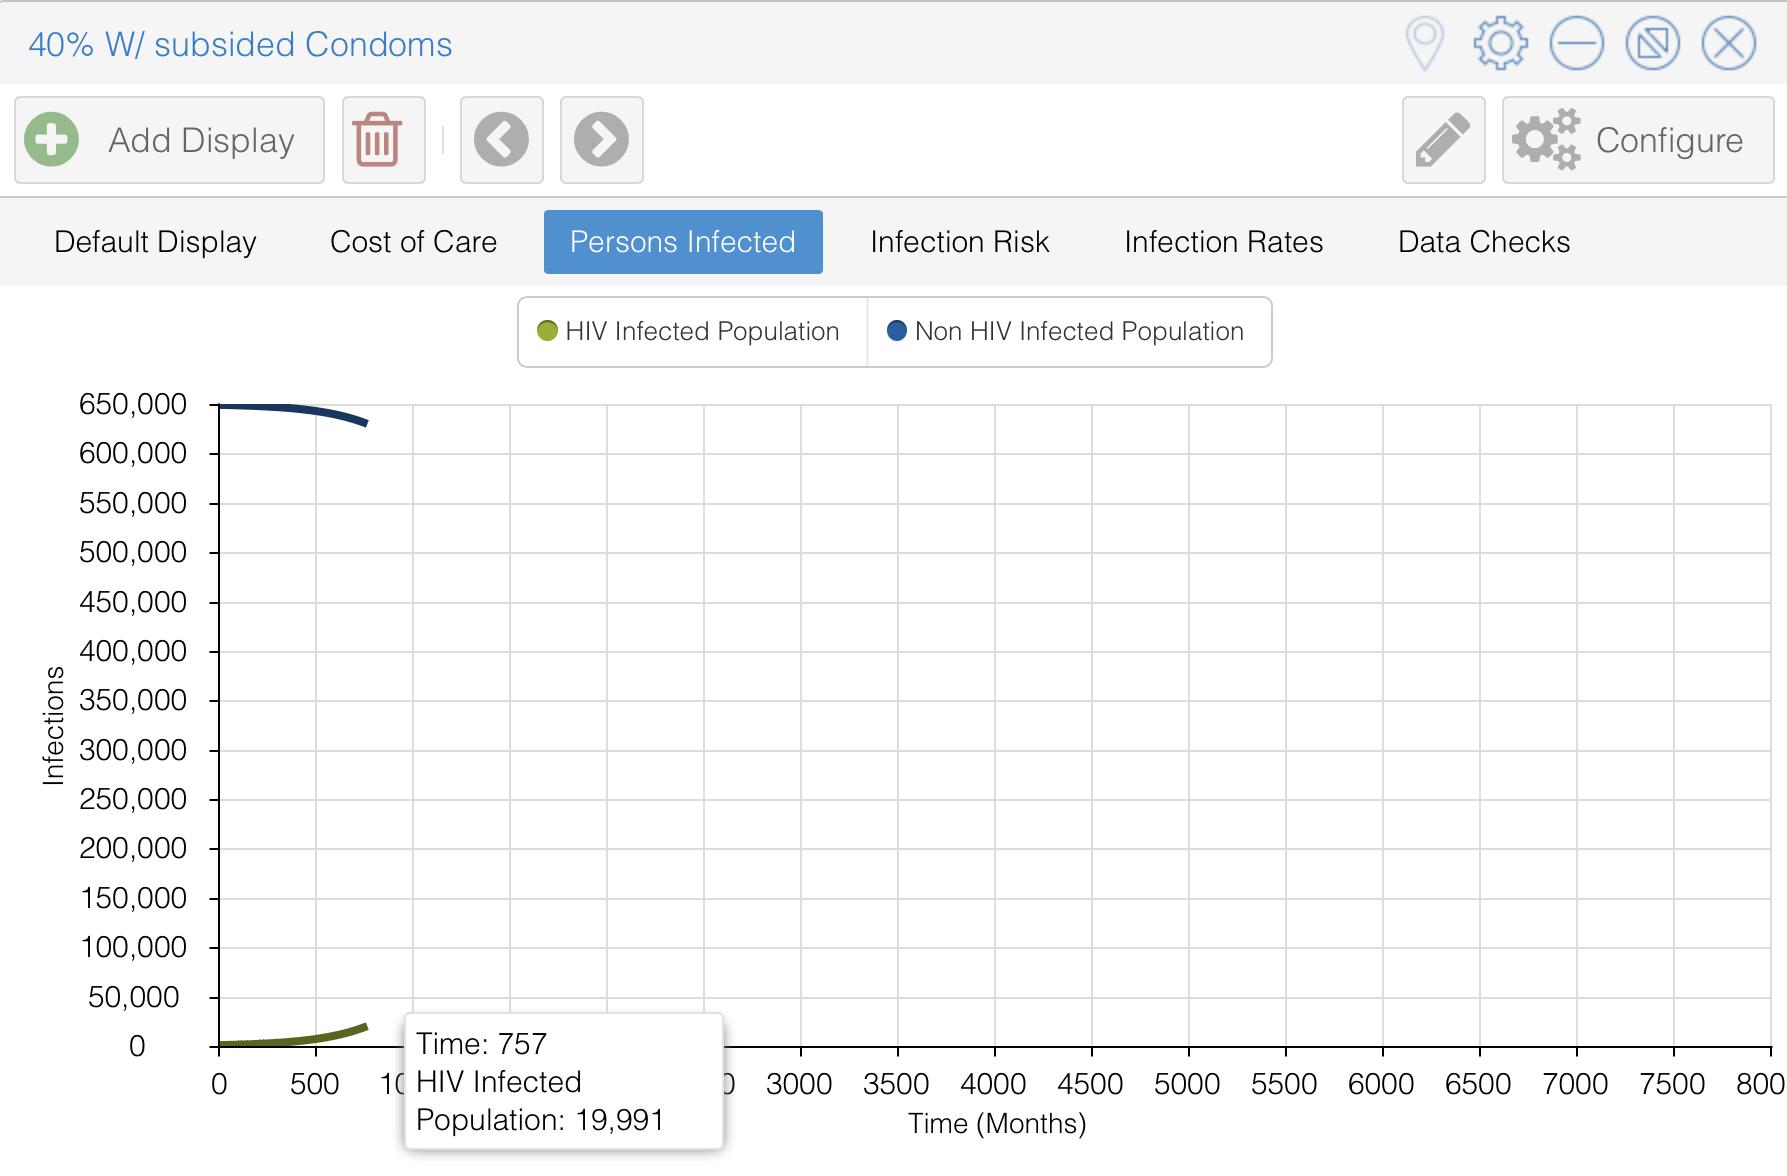 40% W/ subsided Condoms
Add Display
Configure
Default Display Cost of Care Persons Infected Infection Risk Infection Rates Data Checks
HIV Infected Population Non HIV Infected Population
650,000
600,000
550,000
500,000
450,000
400,000
350,000
300,000
250,000
200,000
150,000
100,000
50,000
0
Infections
Time: 757
HIV Infected
Population: 19,991
0 500 3000 3500 4000 4500 5000 5500 6000 6500 7000 7500
Time (Months)